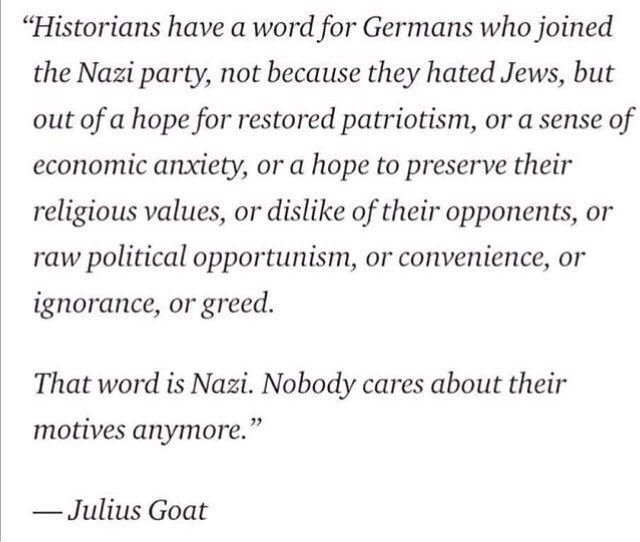 “Historians have a word for Germans who joined
the Nazi party, not because they hated Jews, but
out of a hope for restored patriotism, or a sense of
economic anxiety, or a hope to preserve their
religious values, or dislike of their opponents, or
raw political opportunism, or convenience, or
ignorance, or greed.
That word is Nazi. Nobody cares about their
motives anymore.”
— Julius Goat